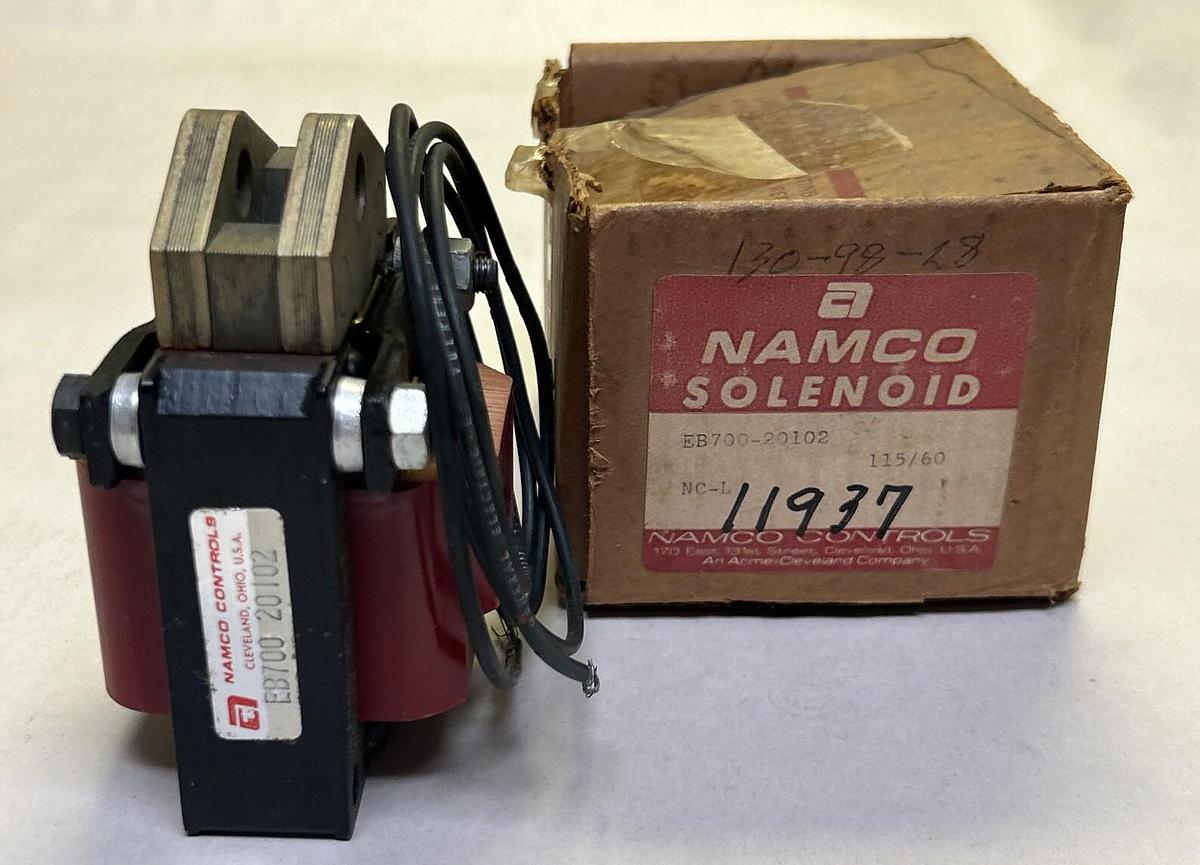 130-98-28
a
NAMCO
SOLENOID
EB700-20102
115/60
NC-L
11937
NAMCO CONTROLS
170 East 131st Street, Cleveland, Ohio, U.S.A.
An Acme-Cleveland Company
NAMCO CONTROLS
CLEVELAND, OHIO, U.S.A.
EB700 20102